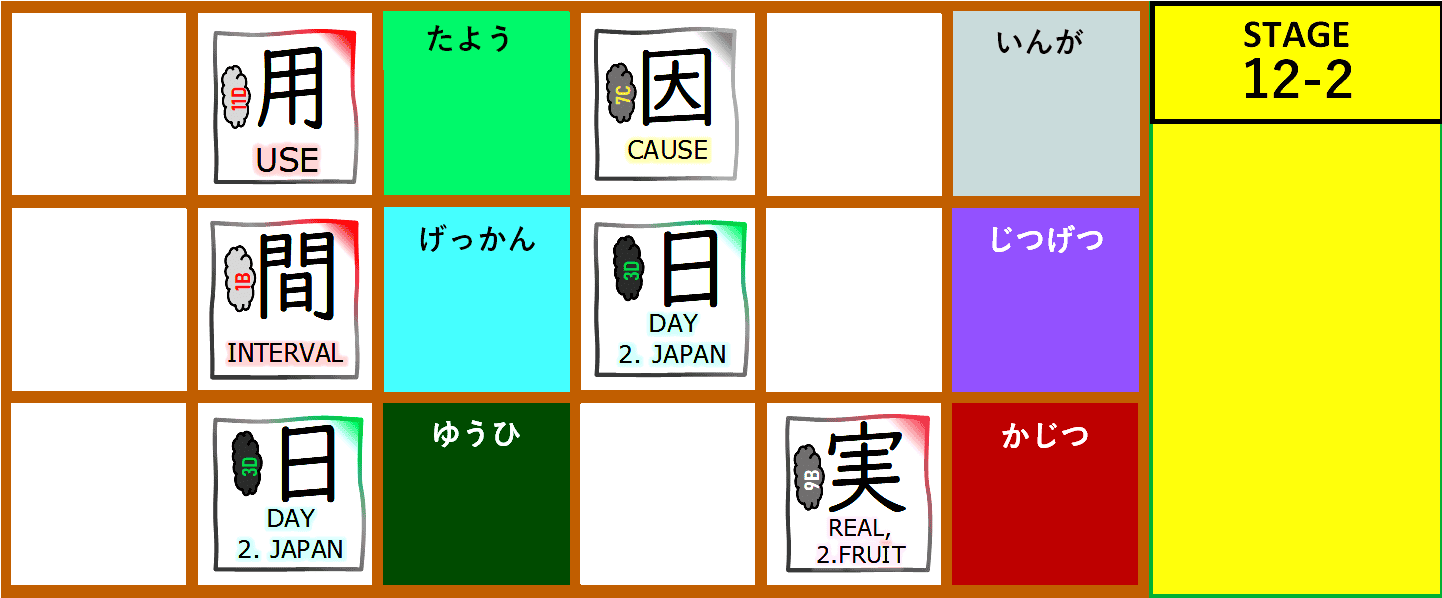 11D
用
USE
たよう
7C
因
CAUSE
いんが
STAGE
12-2
1B
間
INTERVAL
げっかん
3D
日
DAY
2. JAPAN
じつげつ
3D
日
DAY
2. JAPAN
ゆうひ
9B
実
REAL,
2.FRUIT
かじつ